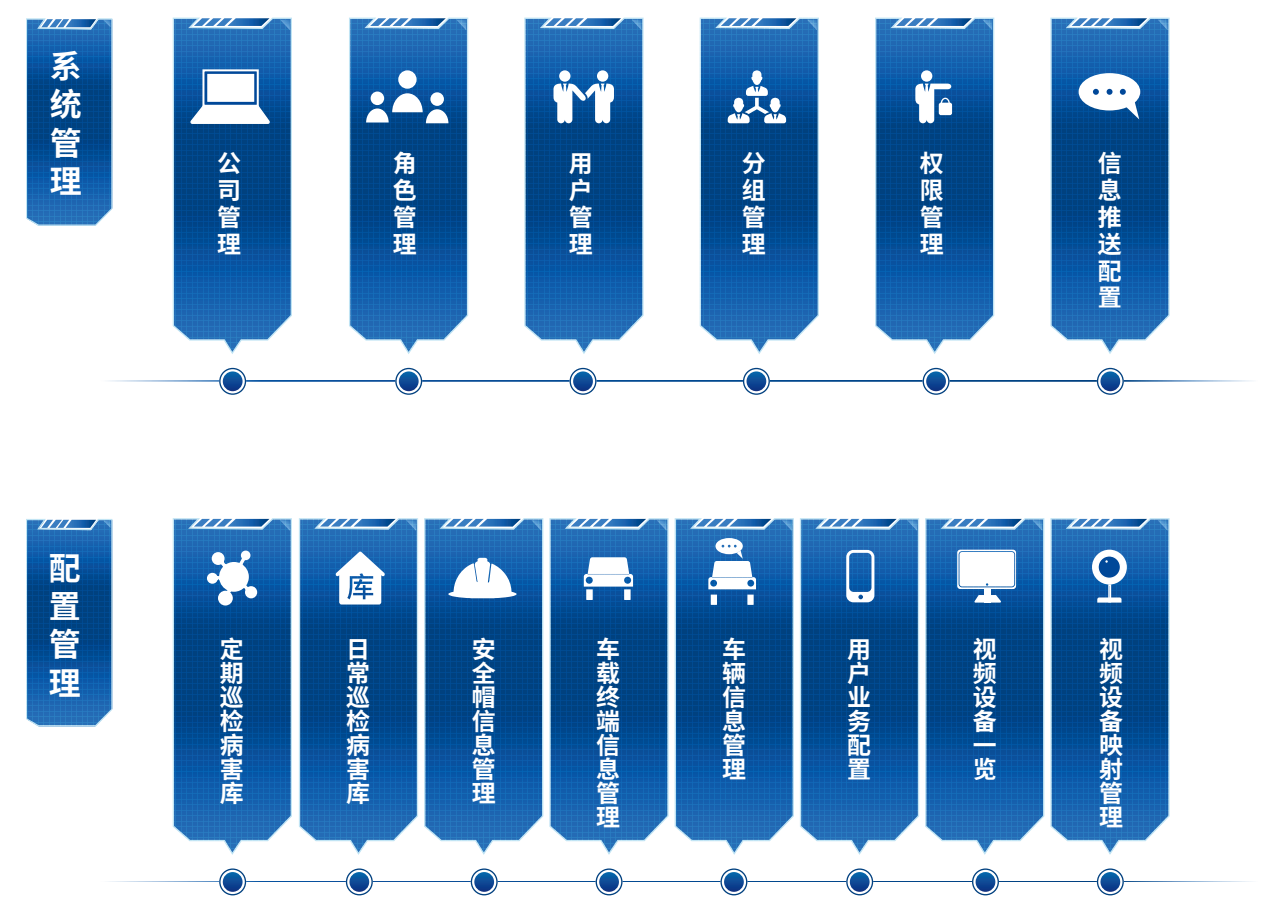 系统管理
公司管理
角色管理
用户管理
分组管理
权限管理
信息推送配置
配置管理
库
定期巡检病害库
日常巡检病害库
安全帽信息管理
车载终端信息管理
车辆信息管理
用户业务配置
视频设备一览
视频设备映射管理